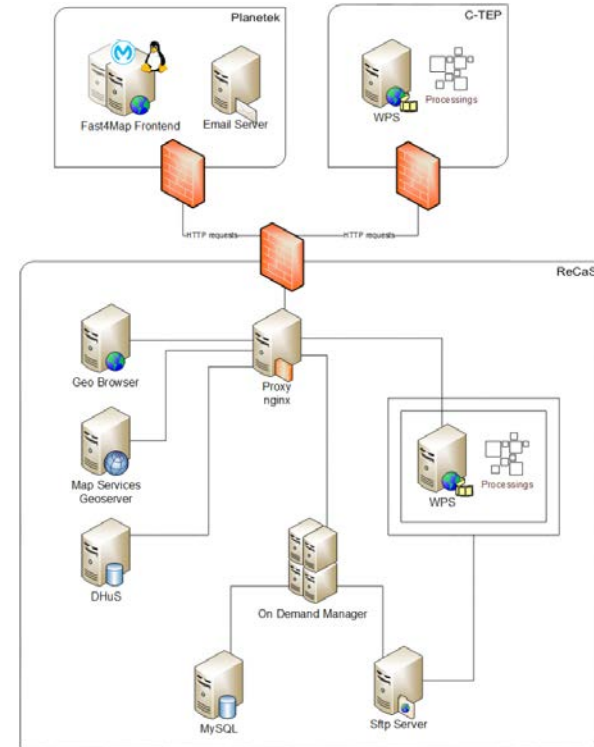 Planetek
C-TEP
Fast4Map Frontend
Email Server
WPS
Processings
HTTP requests
HTTP requests
ReCaS
Geo Browser
Proxy
nginx
Map Services
Geoserver
WPS
Processings
DHuS
On Demand Manager
MySQL
Sftp Server